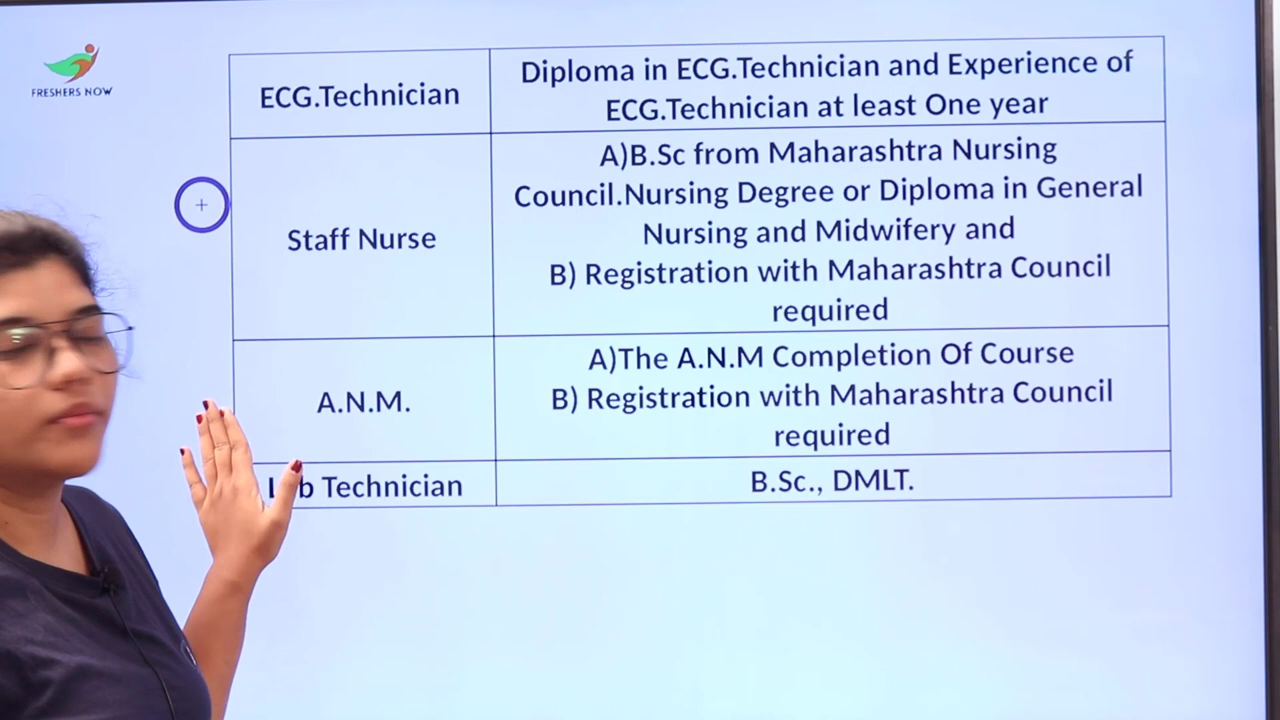 FRESHERS NOW
ECG.Technician
Diploma in ECG.Technician and Experience of
ECG.Technician at least One year
Staff Nurse
A)B.Sc from Maharashtra Nursing
Council.Nursing Degree or Diploma in General
Nursing and Midwifery and
B) Registration with Maharashtra Council
required
A.N.M.
A)The A.N.M Completion Of Course
B) Registration with Maharashtra Council
required
Lab Technician
B.Sc., DMLT.